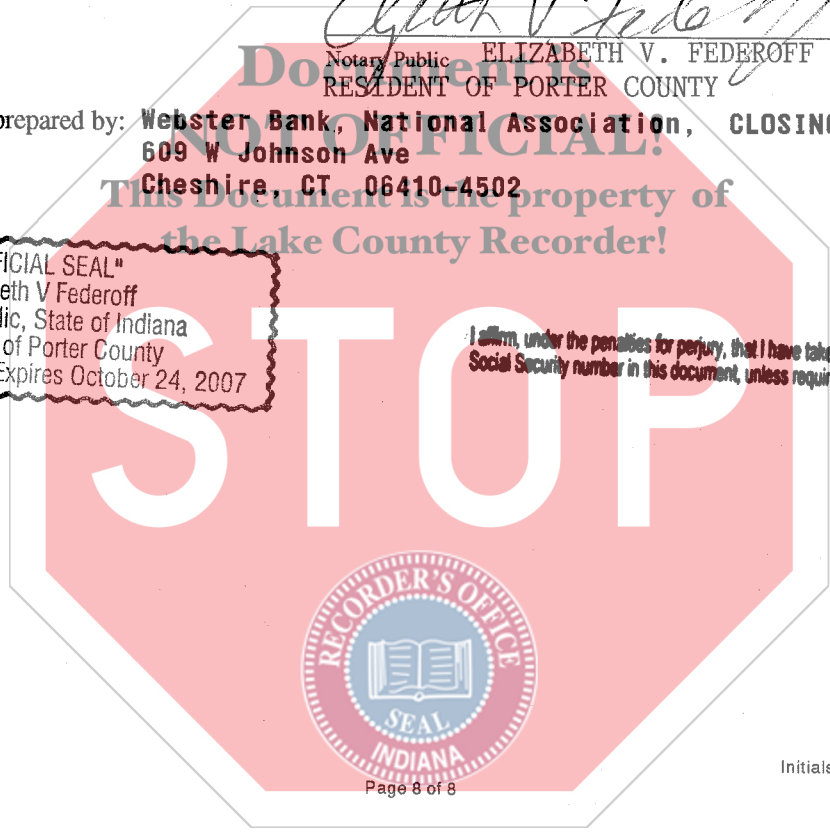 Elizabeth V Federoff
Notary Public ELIZABETH V. FEDEROFF
RESIDENT OF PORTER COUNTY
prepared by: Webster Bank, National Association, CLOSING
609 W Johnson Ave
Cheshire, CT 06410-4502
Document is
NOT OFFICIAL!
This Document is the property of
the Lake County Recorder!
FICIAL SEAL"
eth V Federoff
lic, State of Indiana
of Porter County
Expires October 24, 2007
I affirm, under the penalties for perjury, that I have take
Social Security number in this document, unless requir
STOP
RECORDER'S OFFICE
SEAL
INDIANA
Initials
Page 8 of 8